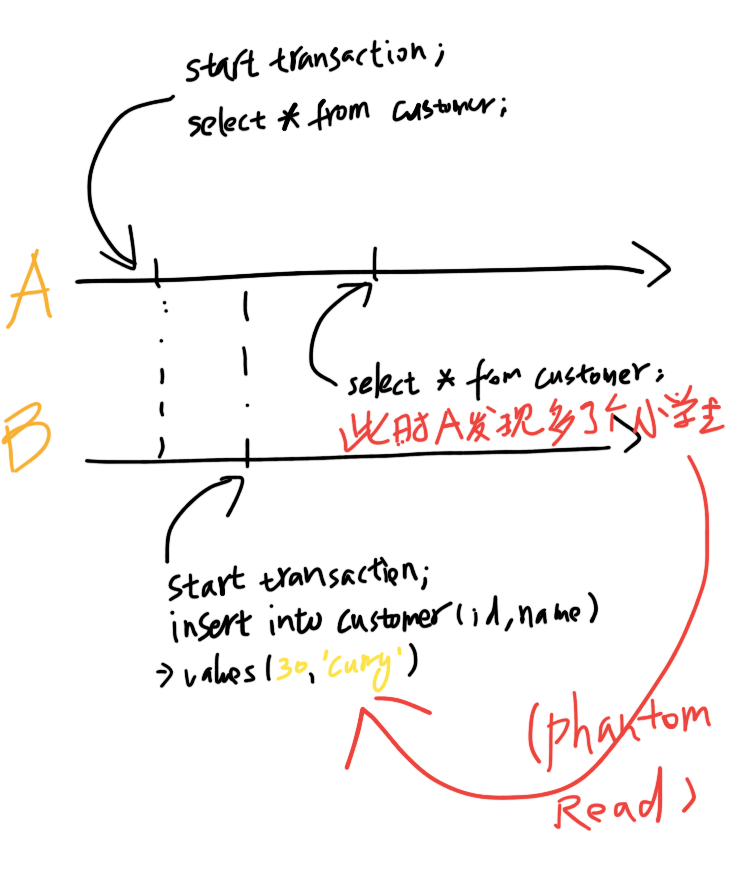 start transaction;
select * from customer;
A
select * from customer;
此时A发现多了个小学生
B
start transaction;
insert into customer(id,name)
→ values(30,'curry')
(phantom
Read)